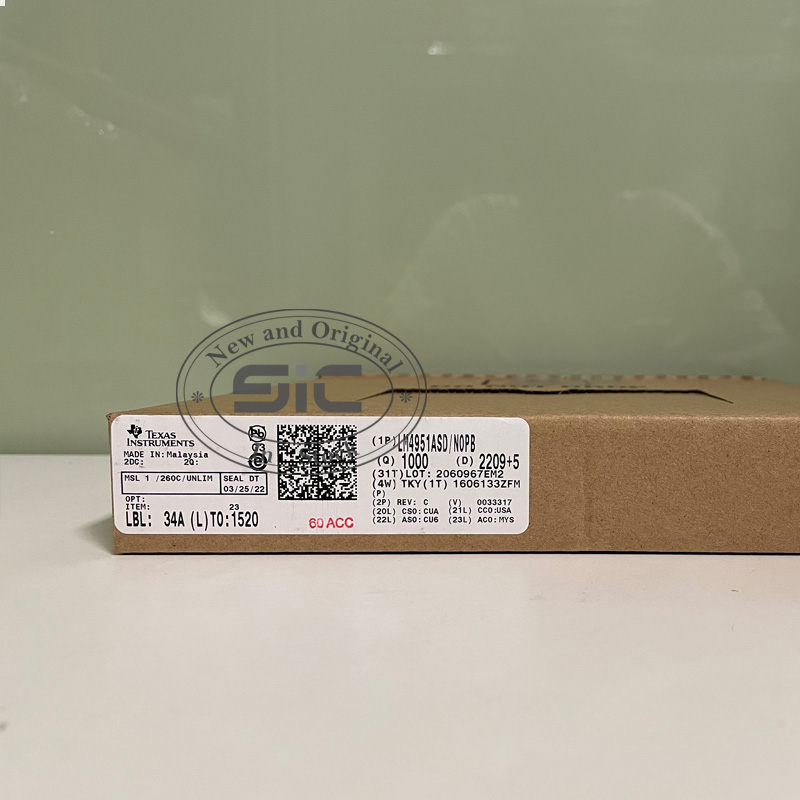 New and Original
SiC
TEXAS
INSTRUMENTS
MADE IN: Malaysia
2DC: 2Q:
MSL 1 /260C/UNLIM
SEAL DT
03/25/22
OPT:
ITEM: 23
LBL: 34A (L)TO:1520
60 ACC
(1P)LM4951ASD/NOPB
(Q) 1000 (D) 2209+5
(31T)LOT: 2060967EM2
(4W) TKY(1T) 1606133ZFM
(P)
(2P) REV: C (V) 0033317
(20L) CSO:CUA (21L) CCO:USA
(22L) ASO:CU6 (23L) ACO:MYS